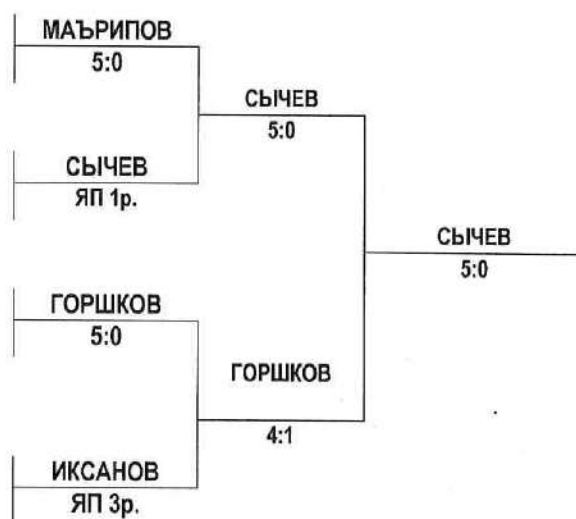 МАЪРИПОВ
5:0
СЫЧЕВ
5:0
СЫЧЕВ
ЯП 1р.
СЫЧЕВ
5:0
ГОРШКОВ
5:0
ГОРШКОВ
4:1
ИКСАНОВ
ЯП 3р.